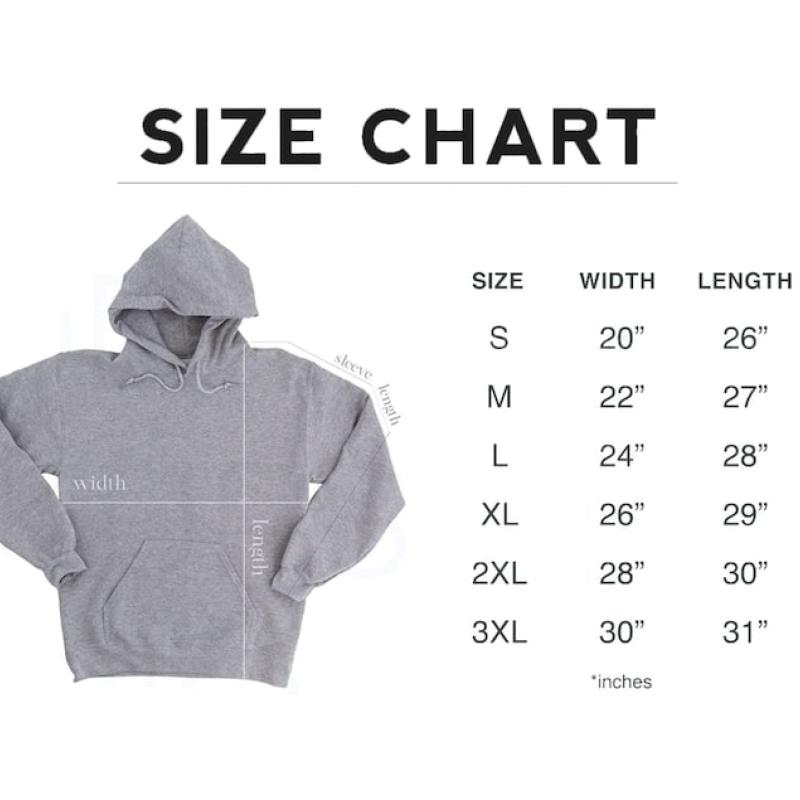 SIZE CHART
SIZE WIDTH LENGTH
S 20” 26”
M 22” 27”
L 24” 28”
XL 26” 29”
2XL 28” 30”
3XL 30” 31”
*inches
sleeve length
width
length